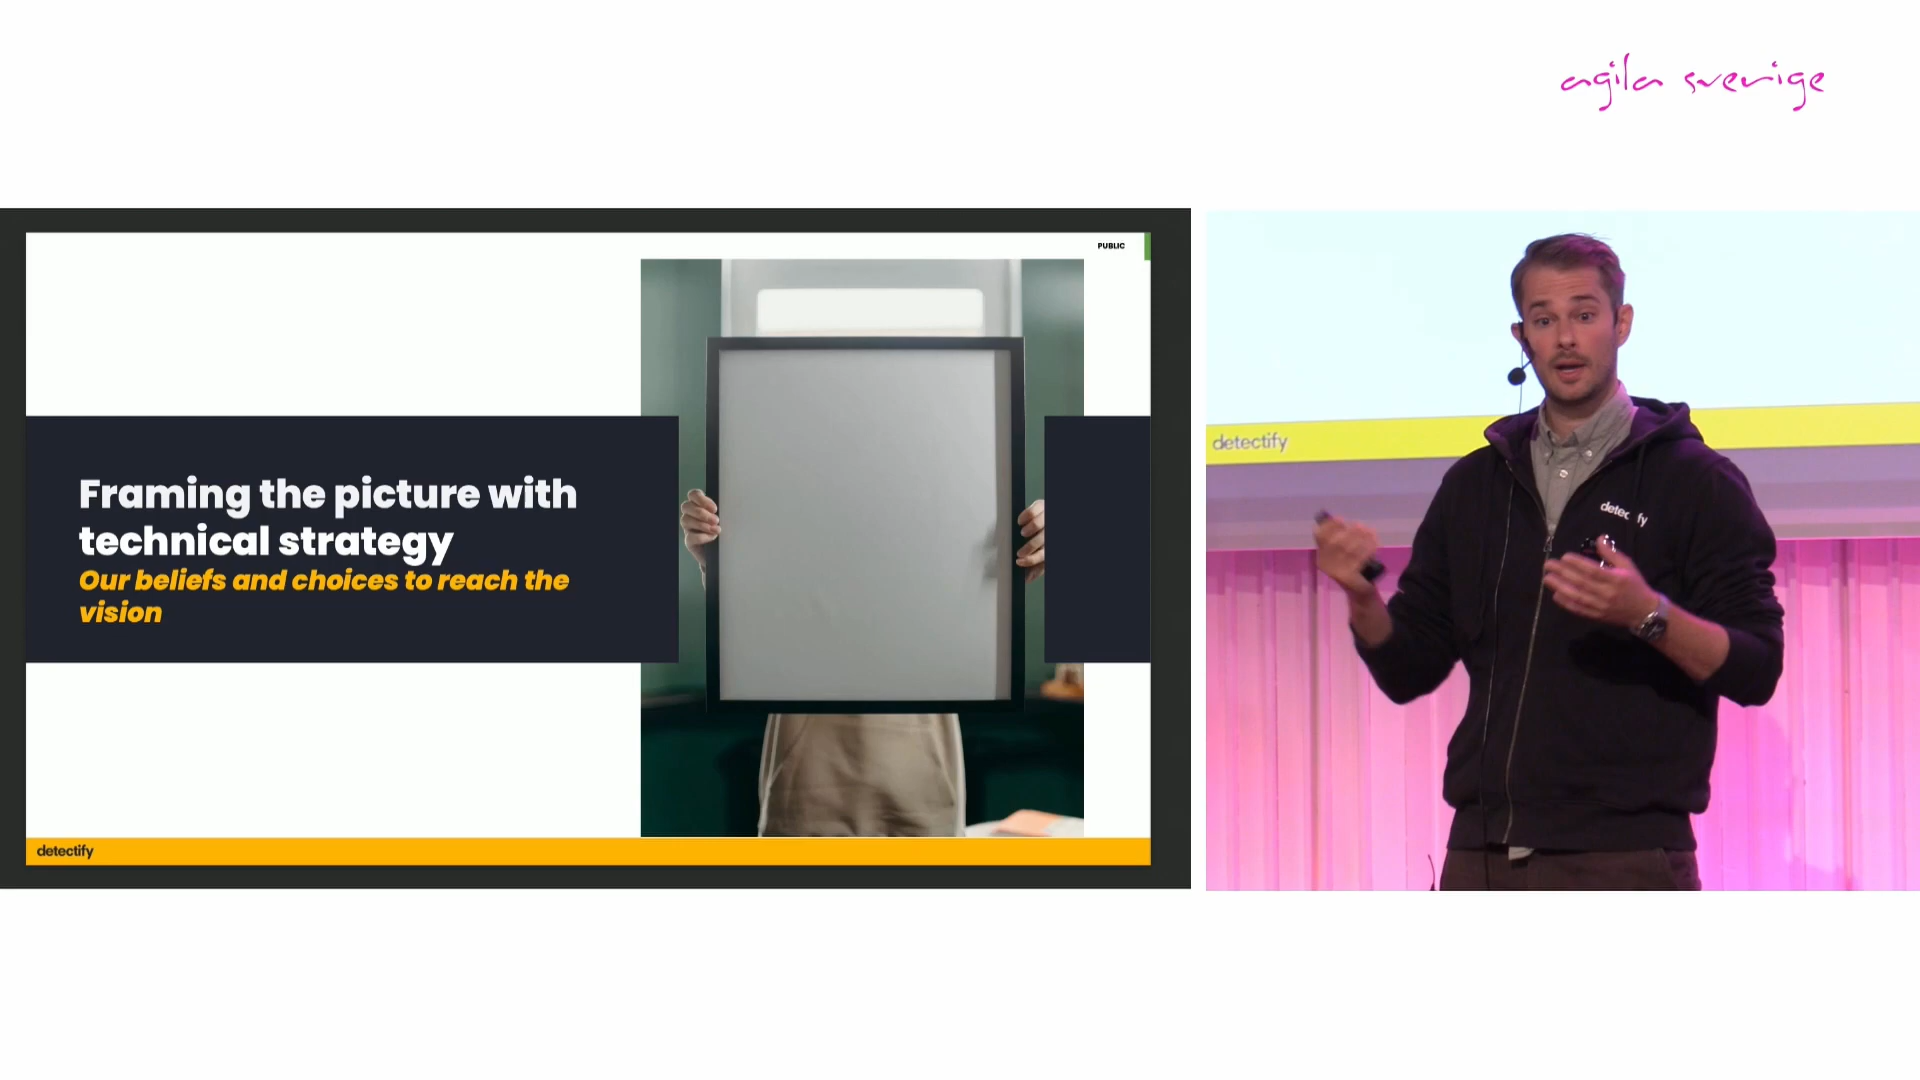 agila sverige
PUBLIC
Framing the picture with
technical strategy
Our beliefs and choices to reach the
vision
detectify
detectify
detectify